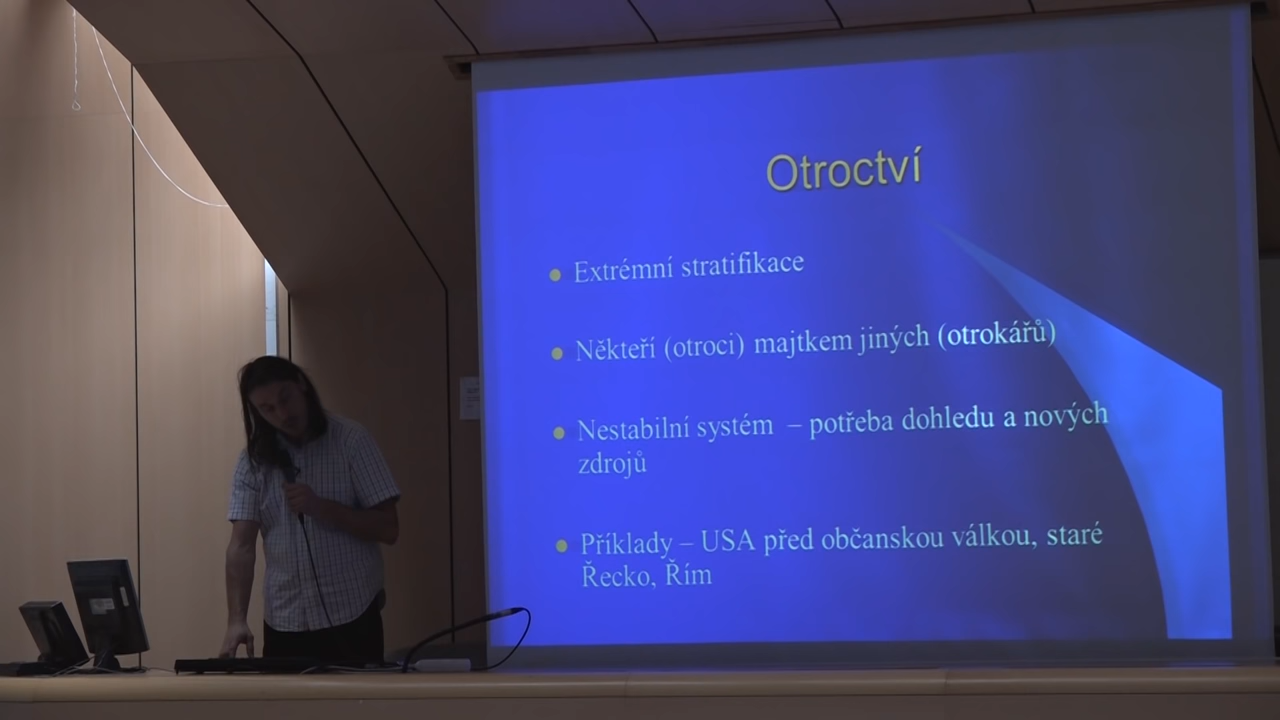 Otroctví
Extrémní stratifikace
Někteří (otroci) majtkem jiných (otrokářů)
Nestabilní systém – potřeba dohledu a nových
zdrojů
Příklady – USA před občanskou válkou, staré
Řecko, Řím